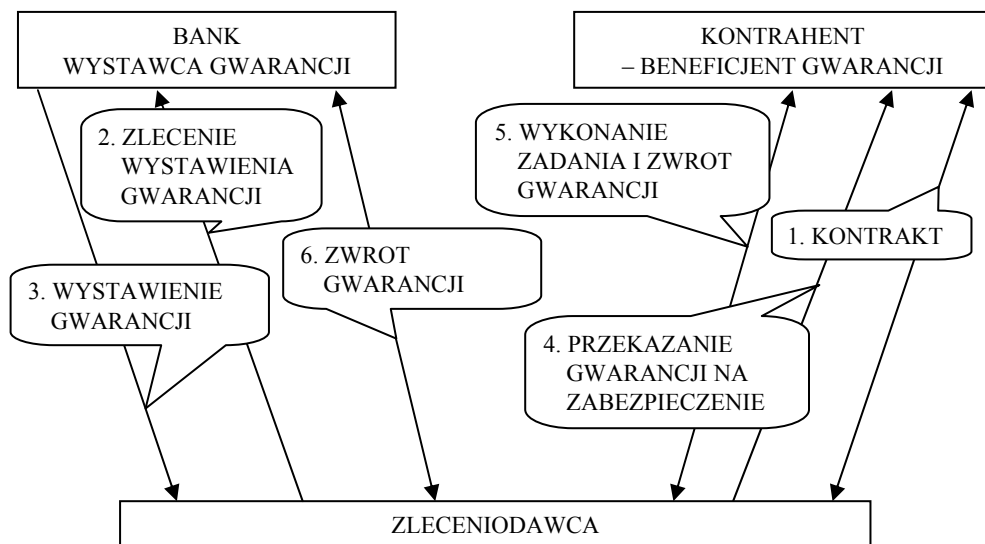 BANK
WYSTAWCA GWARANCJI
KONTRAHENT
– BENEFICJENT GWARANCJI
2. ZLECENIE
WYSTAWIENIA
GWARANCJI
5. WYKONANIE
ZADANIA I ZWROT
GWARANCJI
1. KONTRAKT
6. ZWROT
GWARANCJI
3. WYSTAWIENIE
GWARANCJI
4. PRZEKAZANIE
GWARANCJI NA
ZABEZPIECZENIE
ZLECENIODAWCA